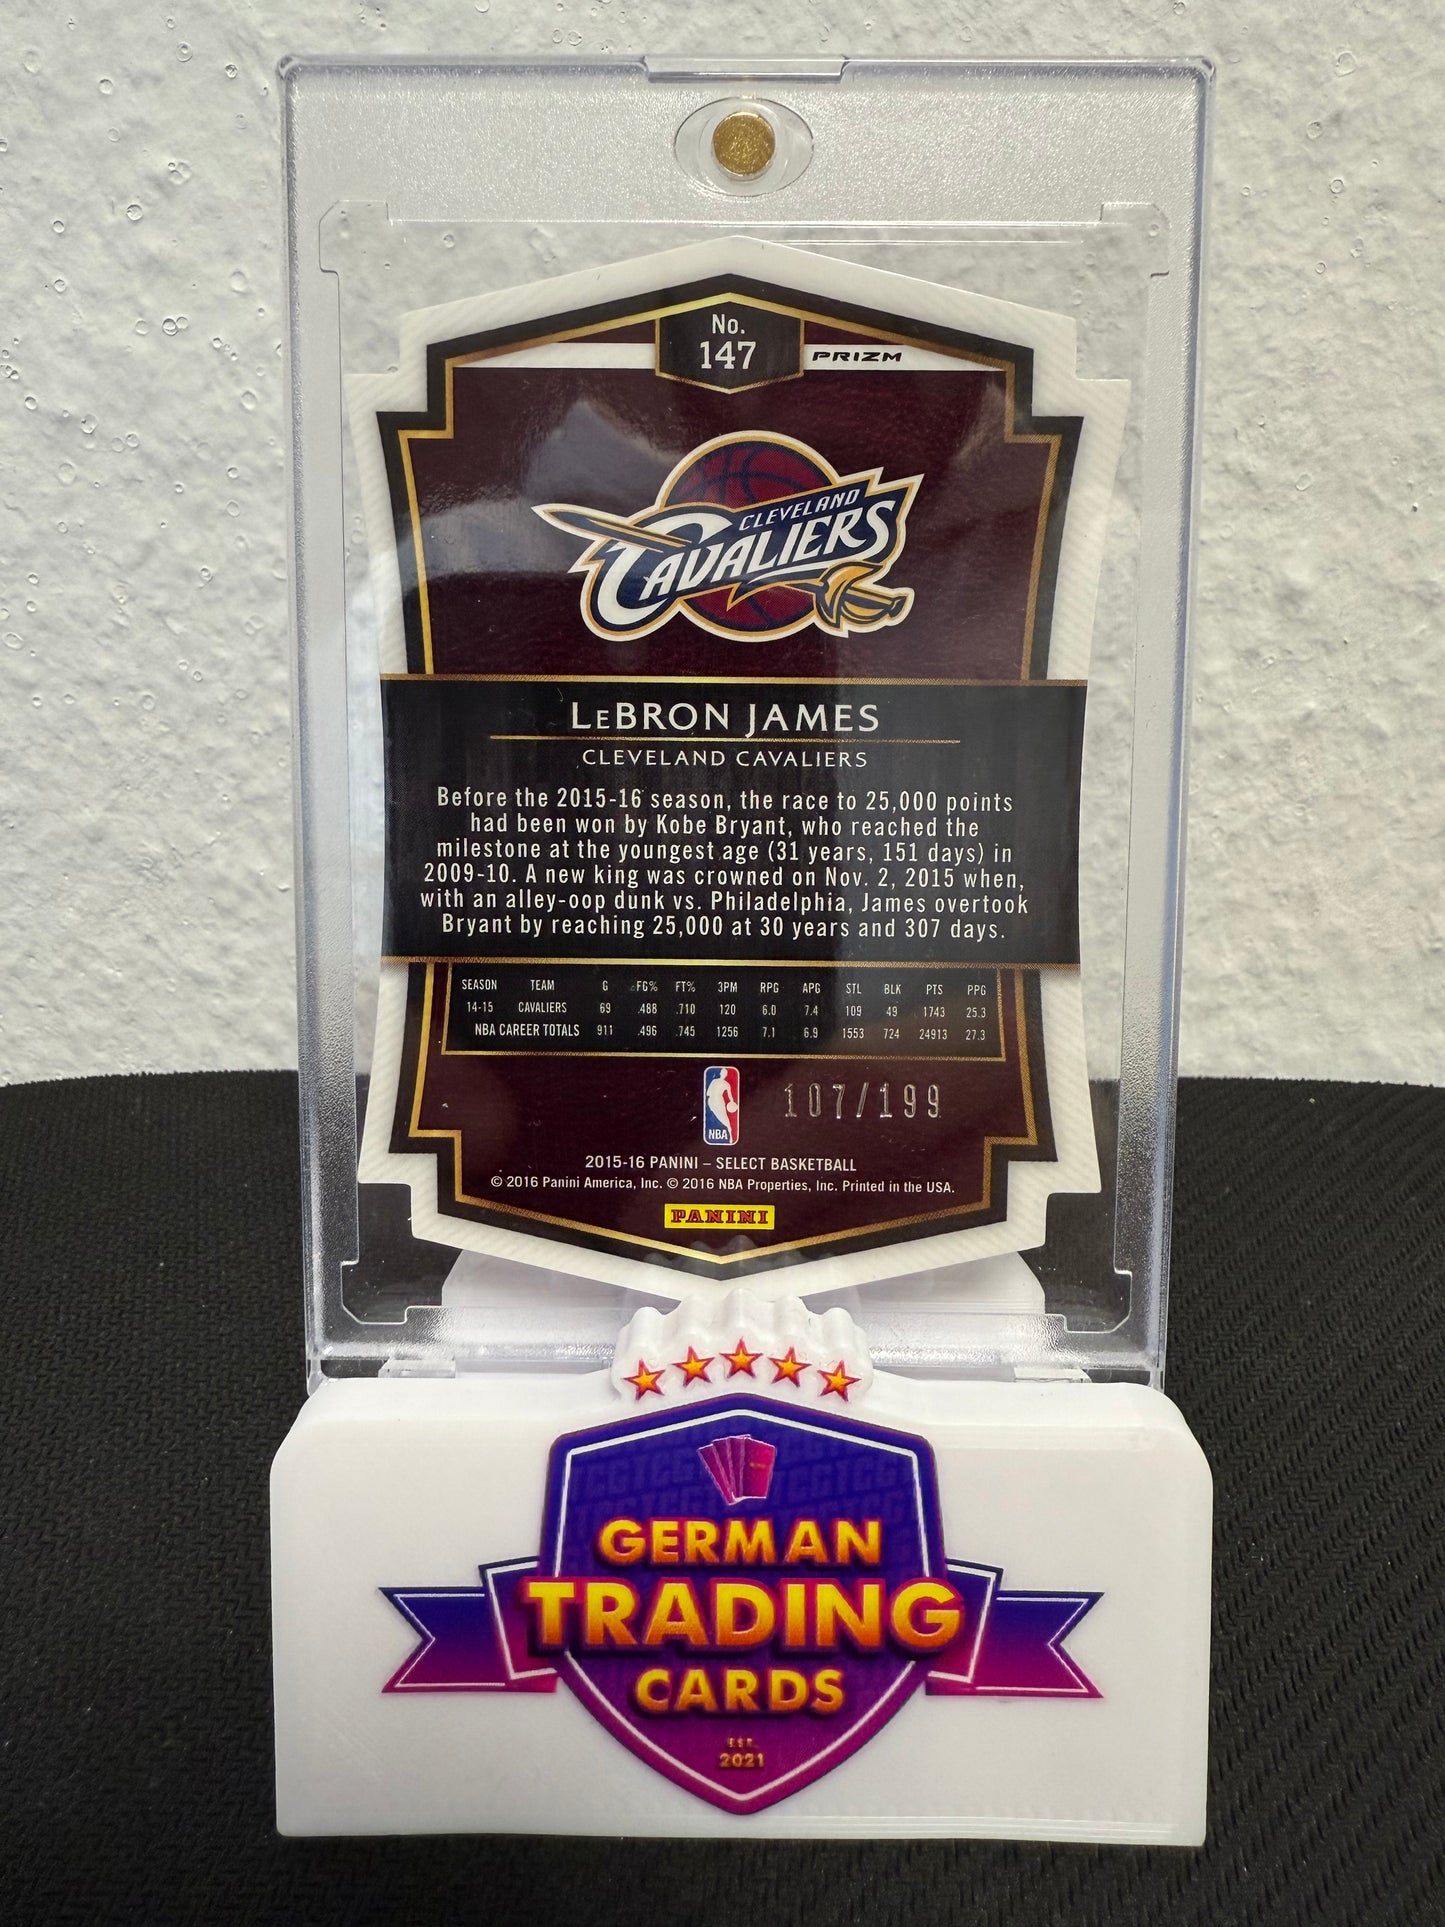 No.
147
PRIZM
CLEVELAND
CAVALIERS
LeBRON JAMES
CLEVELAND CAVALIERS
Before the 2015-16 season, the race to 25,000 points
had been won by Kobe Bryant, who reached the
milestone at the youngest age (31 years, 151 days) in
2009-10. A new king was crowned on Nov. 2, 2015 when,
with an alley-oop dunk vs. Philadelphia, James overtook
Bryant by reaching 25,000 at 30 years and 307 days.
SEASON TEAM G FG% FT% 3PM RPG APG STL BLK PTS PPG
14-15 CAVALIERS 69 .488 .710 120 6.0 7.4 109 49 1743 25.3
NBA CAREER TOTALS 911 .496 .745 1256 7.1 6.9 1553 724 24913 27.3
NBA
107/199
2015-16 PANINI – SELECT BASKETBALL
© 2016 Panini America, Inc. © 2016 NBA Properties, Inc. Printed in the USA.
PANINI
GERMAN
TRADING
CARDS
EST.
2021